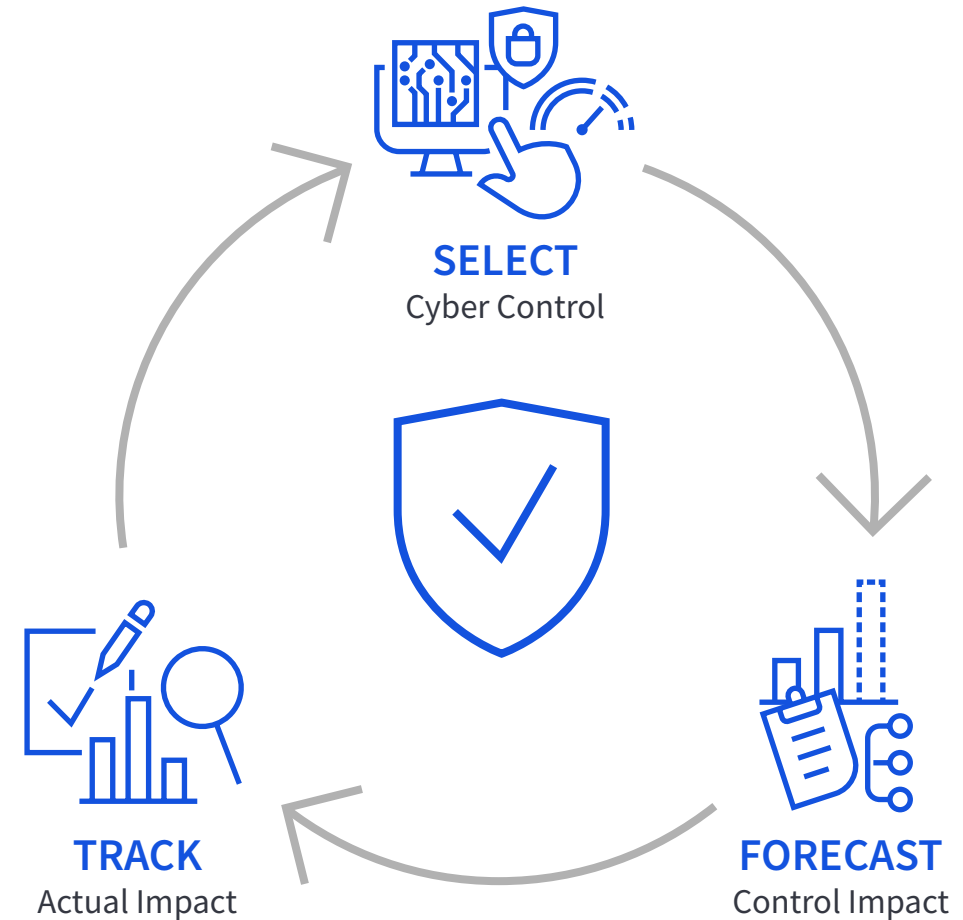 SELECT
Cyber Control
TRACK
Actual Impact
FORECAST
Control Impact